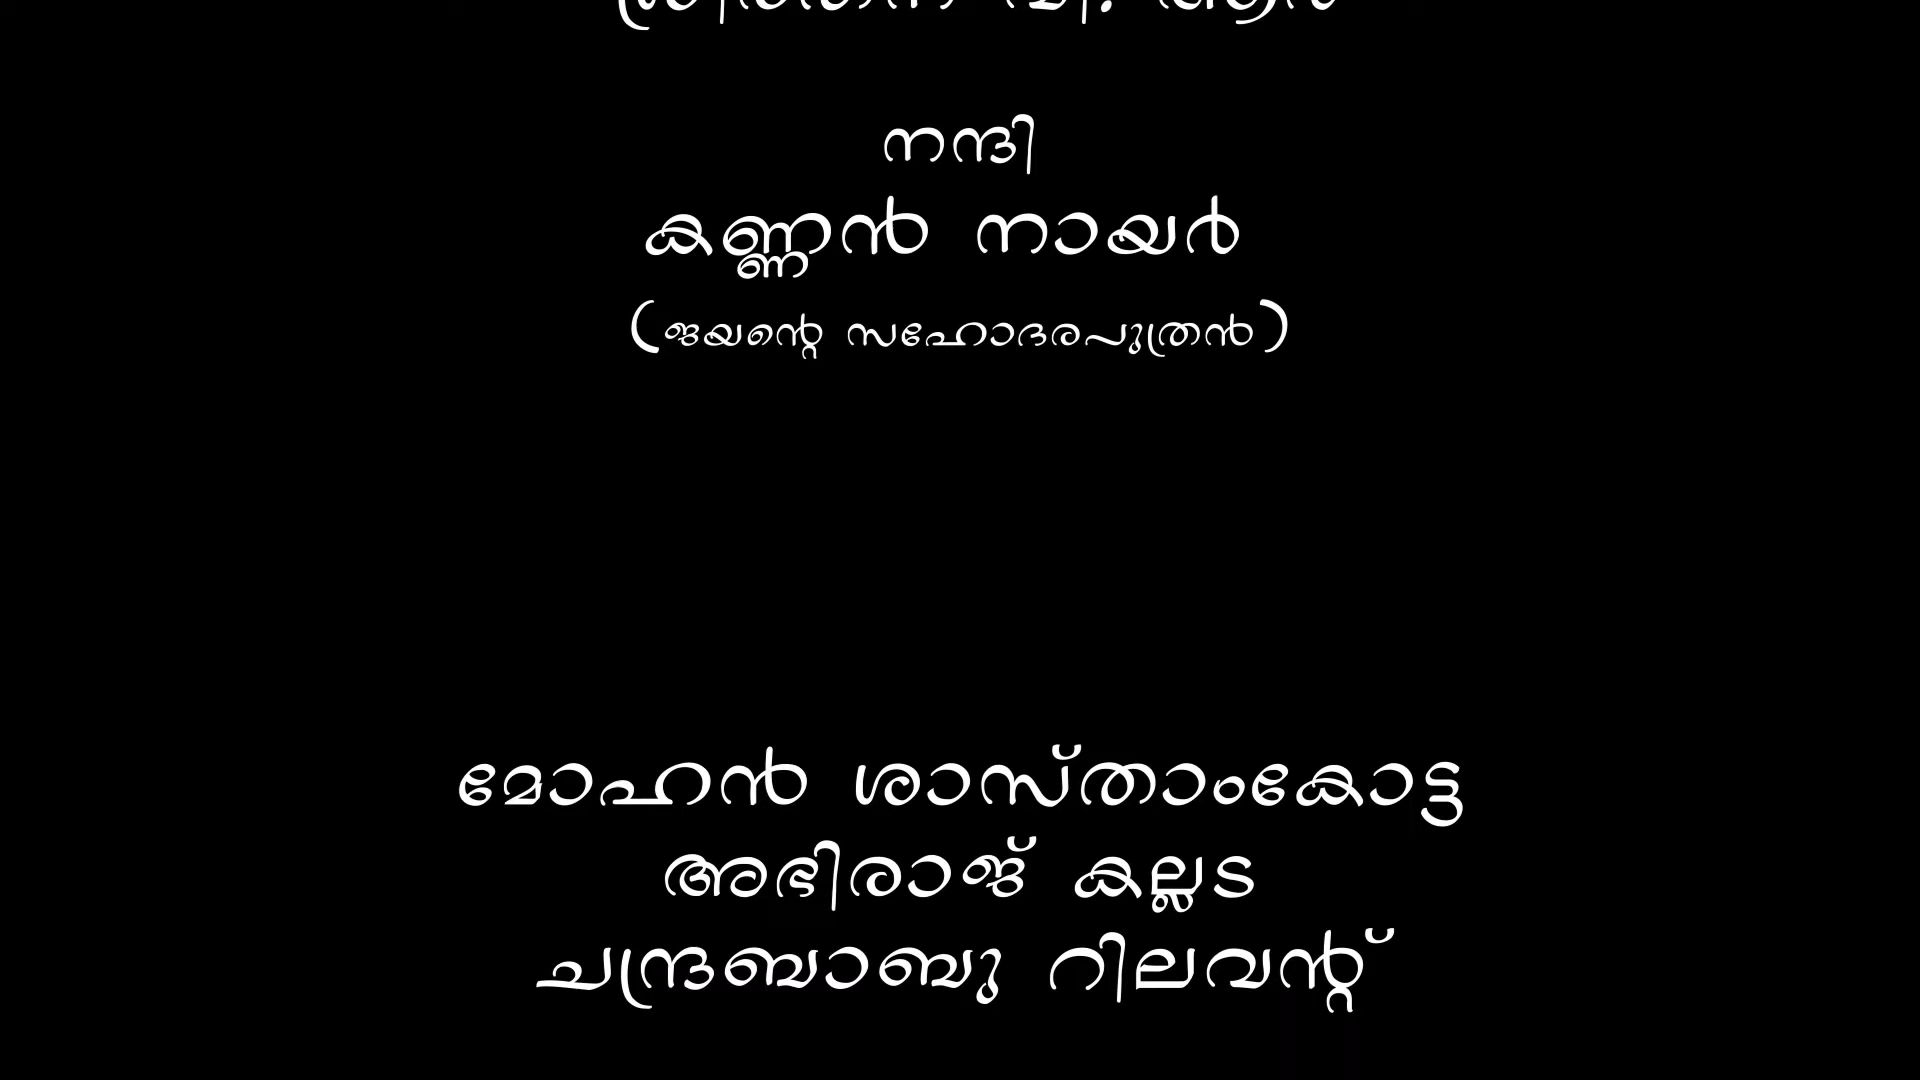 നന്ദി
കണ്ണൻ നായർ
(ജയന്റെ സഹോദരപുത്രൻ)
മോഹൻ ശാസ്താംകോട്ട
അഭിരാജ് കല്ലട
ചന്ദ്രബാബു റിലവന്റ്